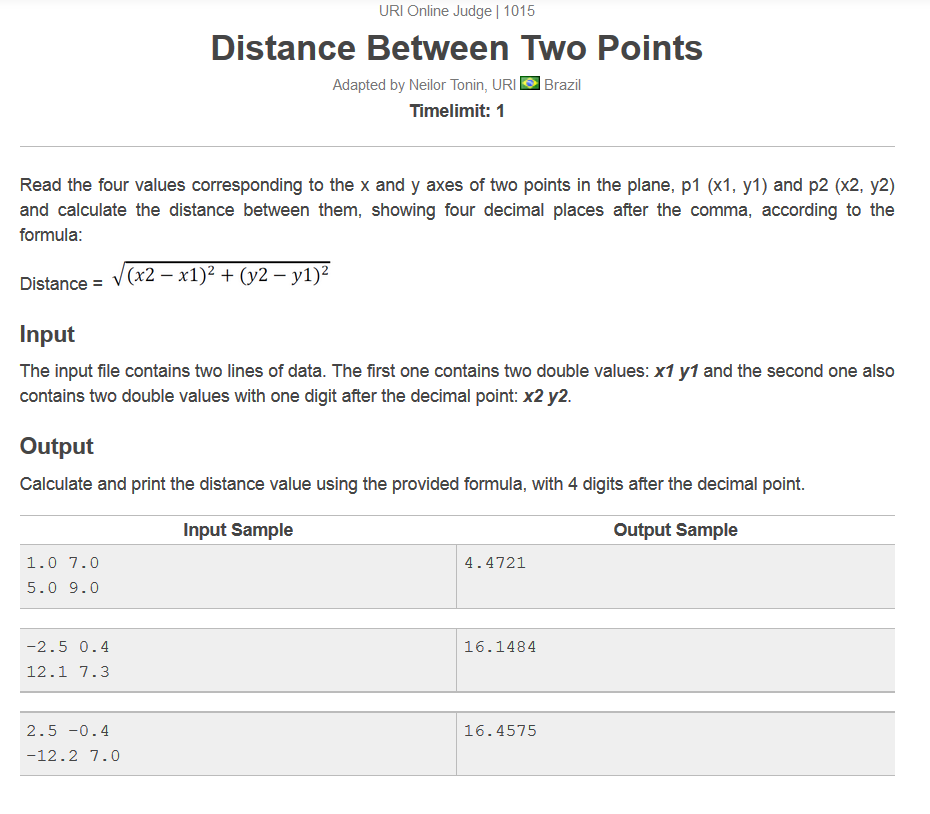 URI Online Judge | 1015
Distance Between Two Points
Adapted by Neilor Tonin, URI Brazil
Timelimit: 1
Read the four values corresponding to the x and y axes of two points in the plane, p1 (x1, y1) and p2 (x2, y2)
and calculate the distance between them, showing four decimal places after the comma, according to the
formula:
Distance = √(x2 − x1)² + (y2 − y1)²
Input
The input file contains two lines of data. The first one contains two double values: x1 y1 and the second one also
contains two double values with one digit after the decimal point: x2 y2.
Output
Calculate and print the distance value using the provided formula, with 4 digits after the decimal point.
Input Sample Output Sample
1.0 7.0 4.4721
5.0 9.0
-2.5 0.4 16.1484
12.1 7.3
2.5 -0.4 16.4575
-12.2 7.0